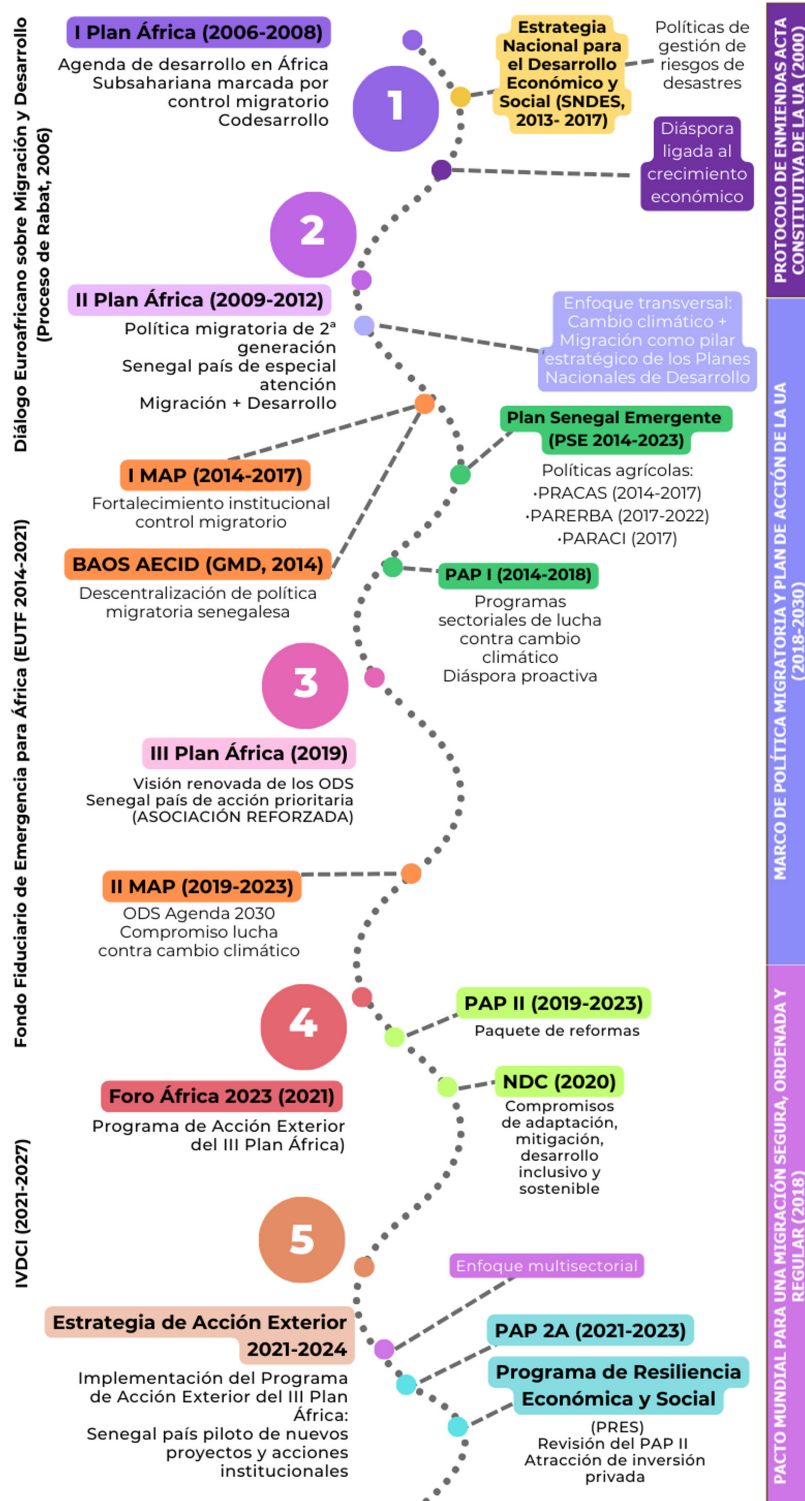 I Plan África (2006-2008)
Agenda de desarrollo en África
Subsahariana marcada por
control migratorio
Codesarrollo
1
Estrategia
Nacional para
el Desarrollo
Económico y
Social (SNDES,
2013- 2017)
Políticas de
gestión de
riesgos de
desastres
Diáspora
ligada al
crecimiento
económico
2
II Plan África (2009-2012)
Política migratoria de 2ª
generación
Senegal país de especial
atención
Migración + Desarrollo
Enfoque transversal:
Cambio climático +
Migración como pilar
estratégico de los Planes
Nacionales de Desarrollo
I MAP (2014-2017)
Fortalecimiento institucional
control migratorio
Plan Senegal Emergente
(PSE 2014-2023)
Políticas agrícolas:
·PRACAS (2014-2017)
·PARERBA (2017-2022)
·PARACI (2017)
BAOS AECID (GMD, 2014)
Descentralización de política
migratoria senegalesa
PAP I (2014-2018)
Programas
sectoriales de lucha
contra cambio
climático
Diáspora proactiva
3
III Plan África (2019)
Visión renovada de los ODS
Senegal país de acción prioritaria
(ASOCIACIÓN REFORZADA)
II MAP (2019-2023)
ODS Agenda 2030
Compromiso lucha
contra cambio climático
4
PAP II (2019-2023)
Paquete de reformas
Foro África 2023 (2021)
Programa de Acción Exterior
del III Plan África)
NDC (2020)
Compromisos
de adaptación,
mitigación,
desarrollo
inclusivo y
sostenible
5
Enfoque multisectorial
Estrategia de Acción Exterior
2021-2024
Implementación del Programa
de Acción Exterior del III Plan
África:
Senegal país piloto de nuevos
proyectos y acciones
institucionales
PAP 2A (2021-2023)
Programa de Resiliencia
Económica y Social
(PRES)
Revisión del PAP II
Atracción de inversión
privada
Diálogo Euroafricano sobre Migración y Desarrollo
(Proceso de Rabat, 2006)
Fondo Fiduciario de Emergencia para África (EUTF 2014-2021)
IVDCI (2021-2027)
PROTOCOLO DE ENMIENDAS ACTA
CONSTITUTIVA DE LA UA (2000)
MARCO DE POLÍTICA MIGRATORIA Y PLAN DE ACCIÓN DE LA UA
(2018-2030)
PACTO MUNDIAL PARA UNA MIGRACIÓN SEGURA, ORDENADA Y
REGULAR (2018)